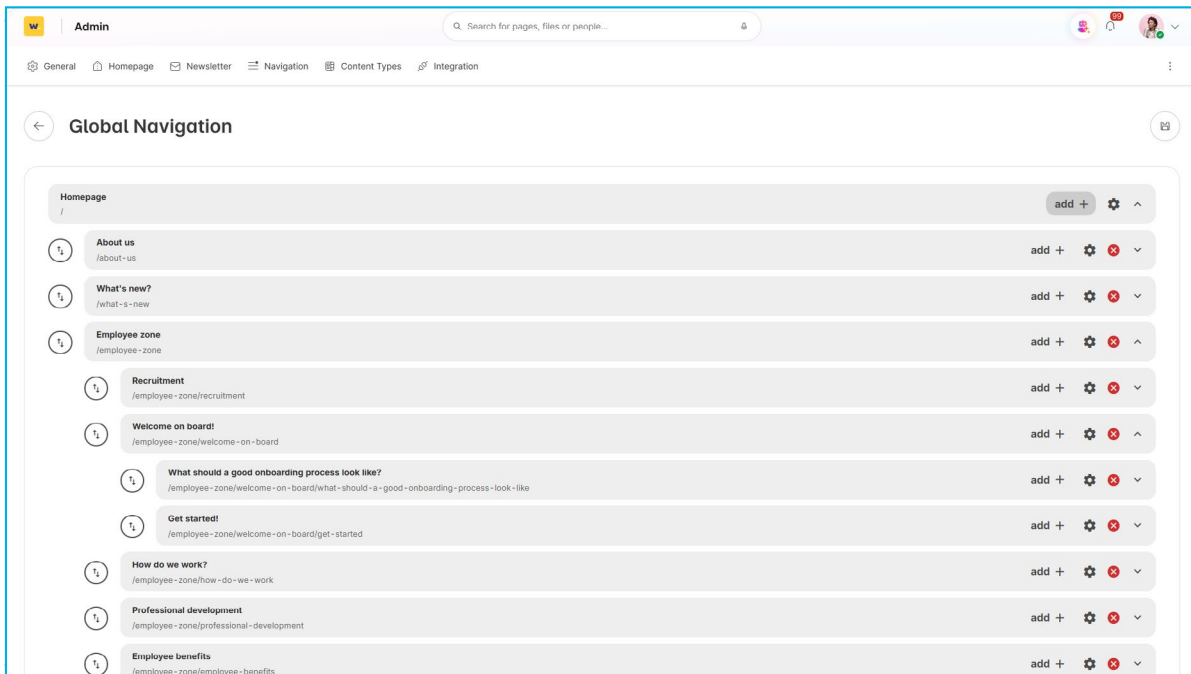 w Admin Search for pages, files or people... 99
General Homepage Newsletter Navigation Content Types Integration
Global Navigation
Homepage
/
add +
About us
/about-us
add +
What's new?
/what-s-new
add +
Employee zone
/employee-zone
add +
Recruitment
/employee-zone/recruitment
add +
Welcome on board!
/employee-zone/welcome-on-board
add +
What should a good onboarding process look like?
/employee-zone/welcome-on-board/what-should-a-good-onboarding-process-look-like
add +
Get started!
/employee-zone/welcome-on-board/get-started
add +
How do we work?
/employee-zone/how-do-we-work
add +
Professional development
/employee-zone/professional-development
add +
Employee benefits
/employee-zone/employee-benefits
add +